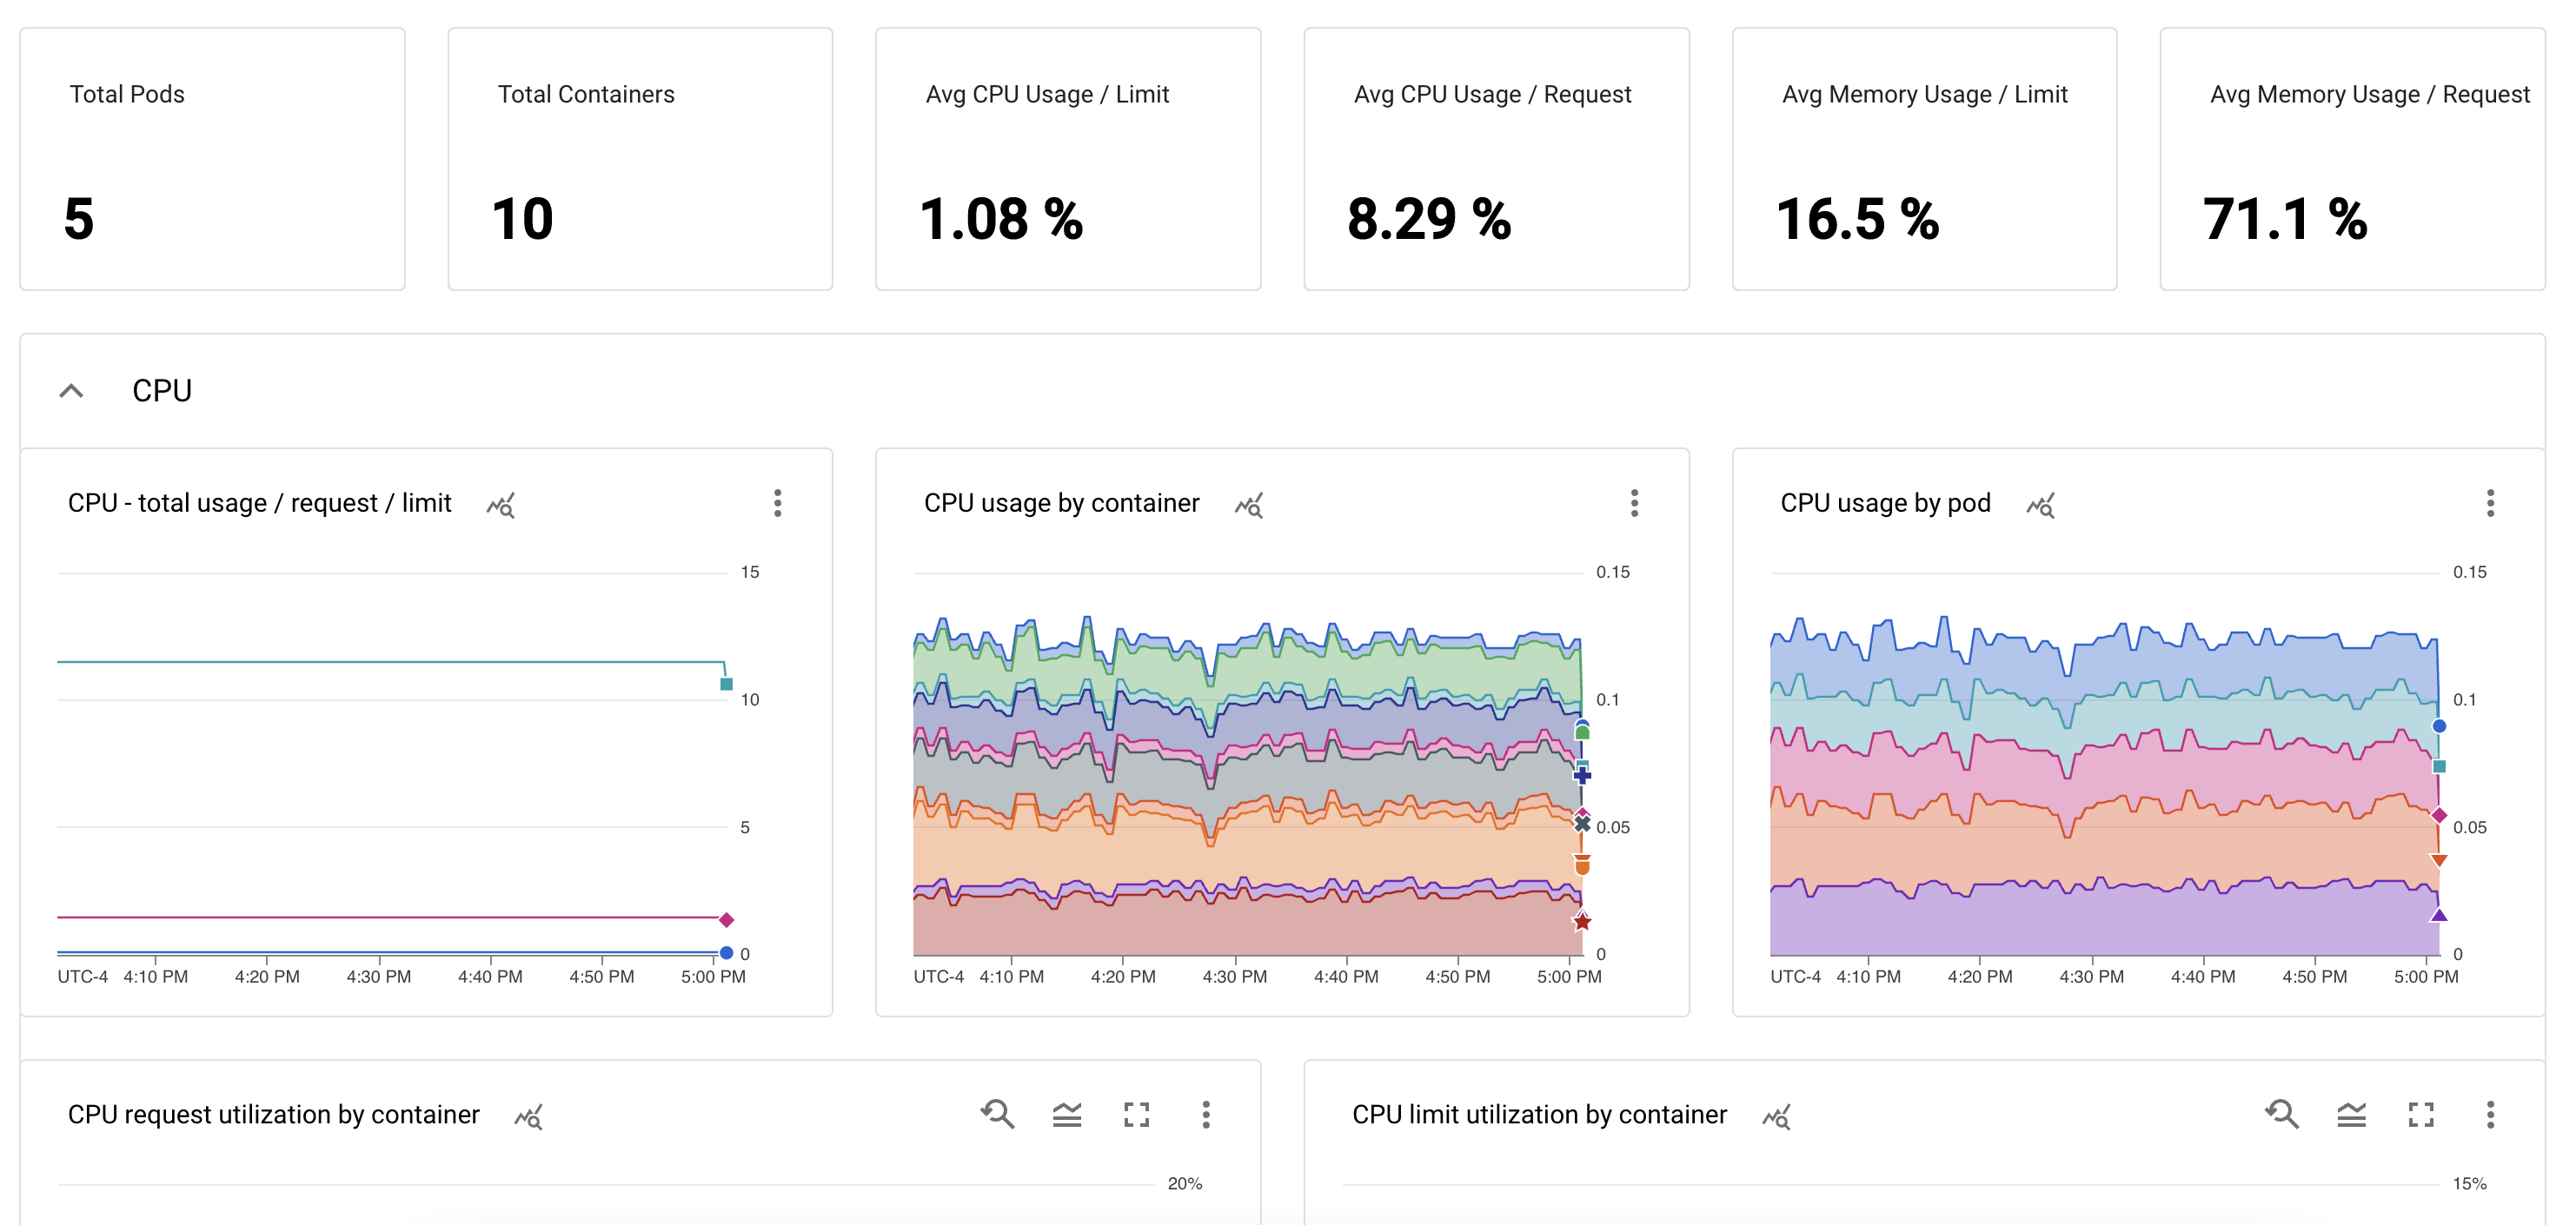 Total Pods
Total Containers
Avg CPU Usage / Limit
Avg CPU Usage / Request
Avg Memory Usage / Limit
Avg Memory Usage / Request
5
10
1.08 %
8.29 %
16.5 %
71.1 %
CPU
CPU - total usage / request / limit
15
10
5
0
UTC-4 4:10 PM 4:20 PM 4:30 PM 4:40 PM 4:50 PM 5:00 PM
CPU usage by container
0.15
0.1
0.05
0
UTC-4 4:10 PM 4:20 PM 4:30 PM 4:40 PM 4:50 PM 5:00 PM
CPU usage by pod
0.15
0.1
0.05
0
UTC-4 4:10 PM 4:20 PM 4:30 PM 4:40 PM 4:50 PM 5:00 PM
CPU request utilization by container
20%
CPU limit utilization by container
15%